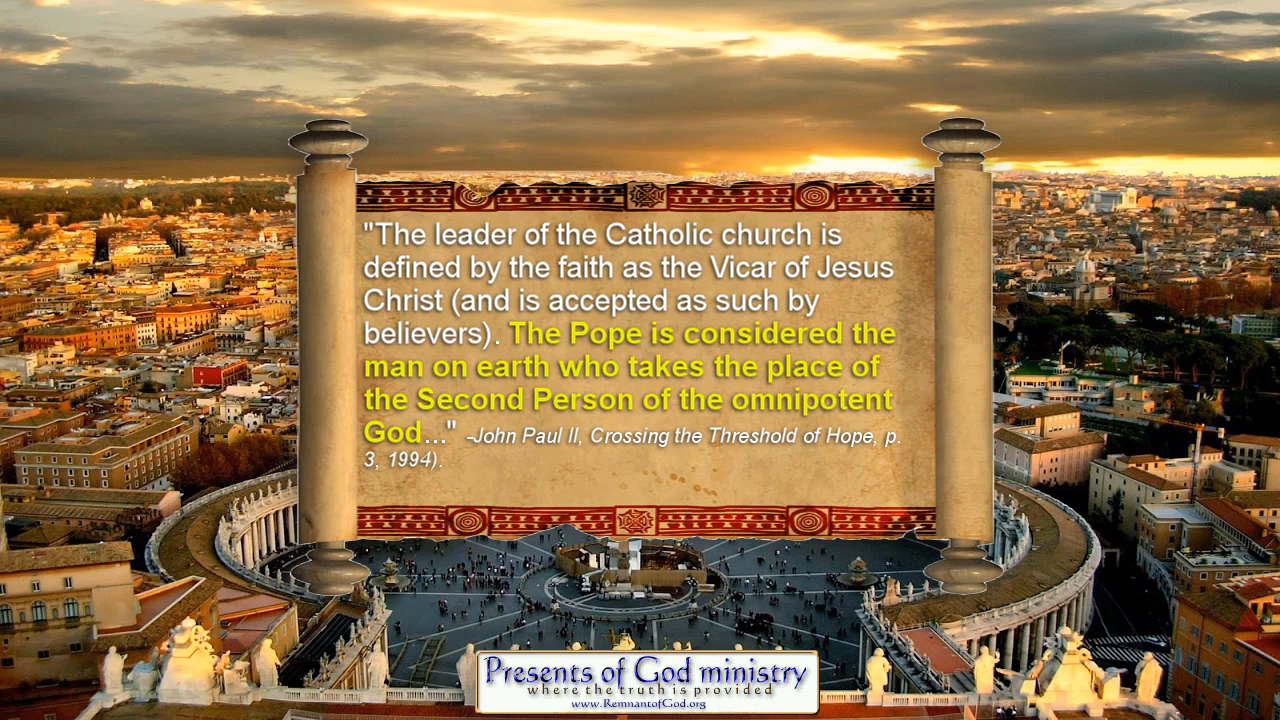 "The leader of the Catholic church is
defined by the faith as the Vicar of Jesus
Christ (and is accepted as such by
believers). The Pope is considered the
man on earth who takes the place of
the Second Person of the omnipotent
God..." -John Paul II, Crossing the Threshold of Hope, p.
3, 1994).
Presents of God ministry
where the truth is provided
www.RemnantofGod.org